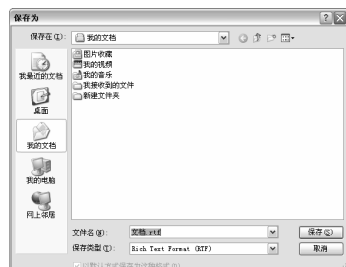 保存为
保存在(I): 我的文档
图片收藏
我的视频
我的音乐
我接收到的文件
新建文件夹
我最近的文档
桌面
我的文档
我的电脑
网上邻居
文件名(N): 文档.rtf
保存(S)
保存类型(T): Rich Text Format (RTF)
取消